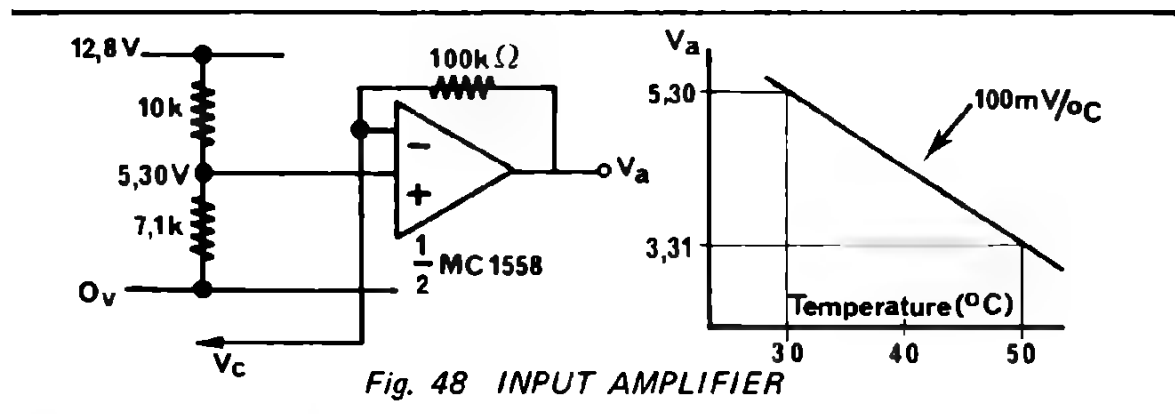 12,8 V
10k
5,30 V
7,1k
0v
Vc
100k Ω
−
+
1/2 MC 1558
Va
Va
5,30
3,31
100mV/ºC
Temperature (ºC)
30 40 50
Fig. 48 INPUT AMPLIFIER